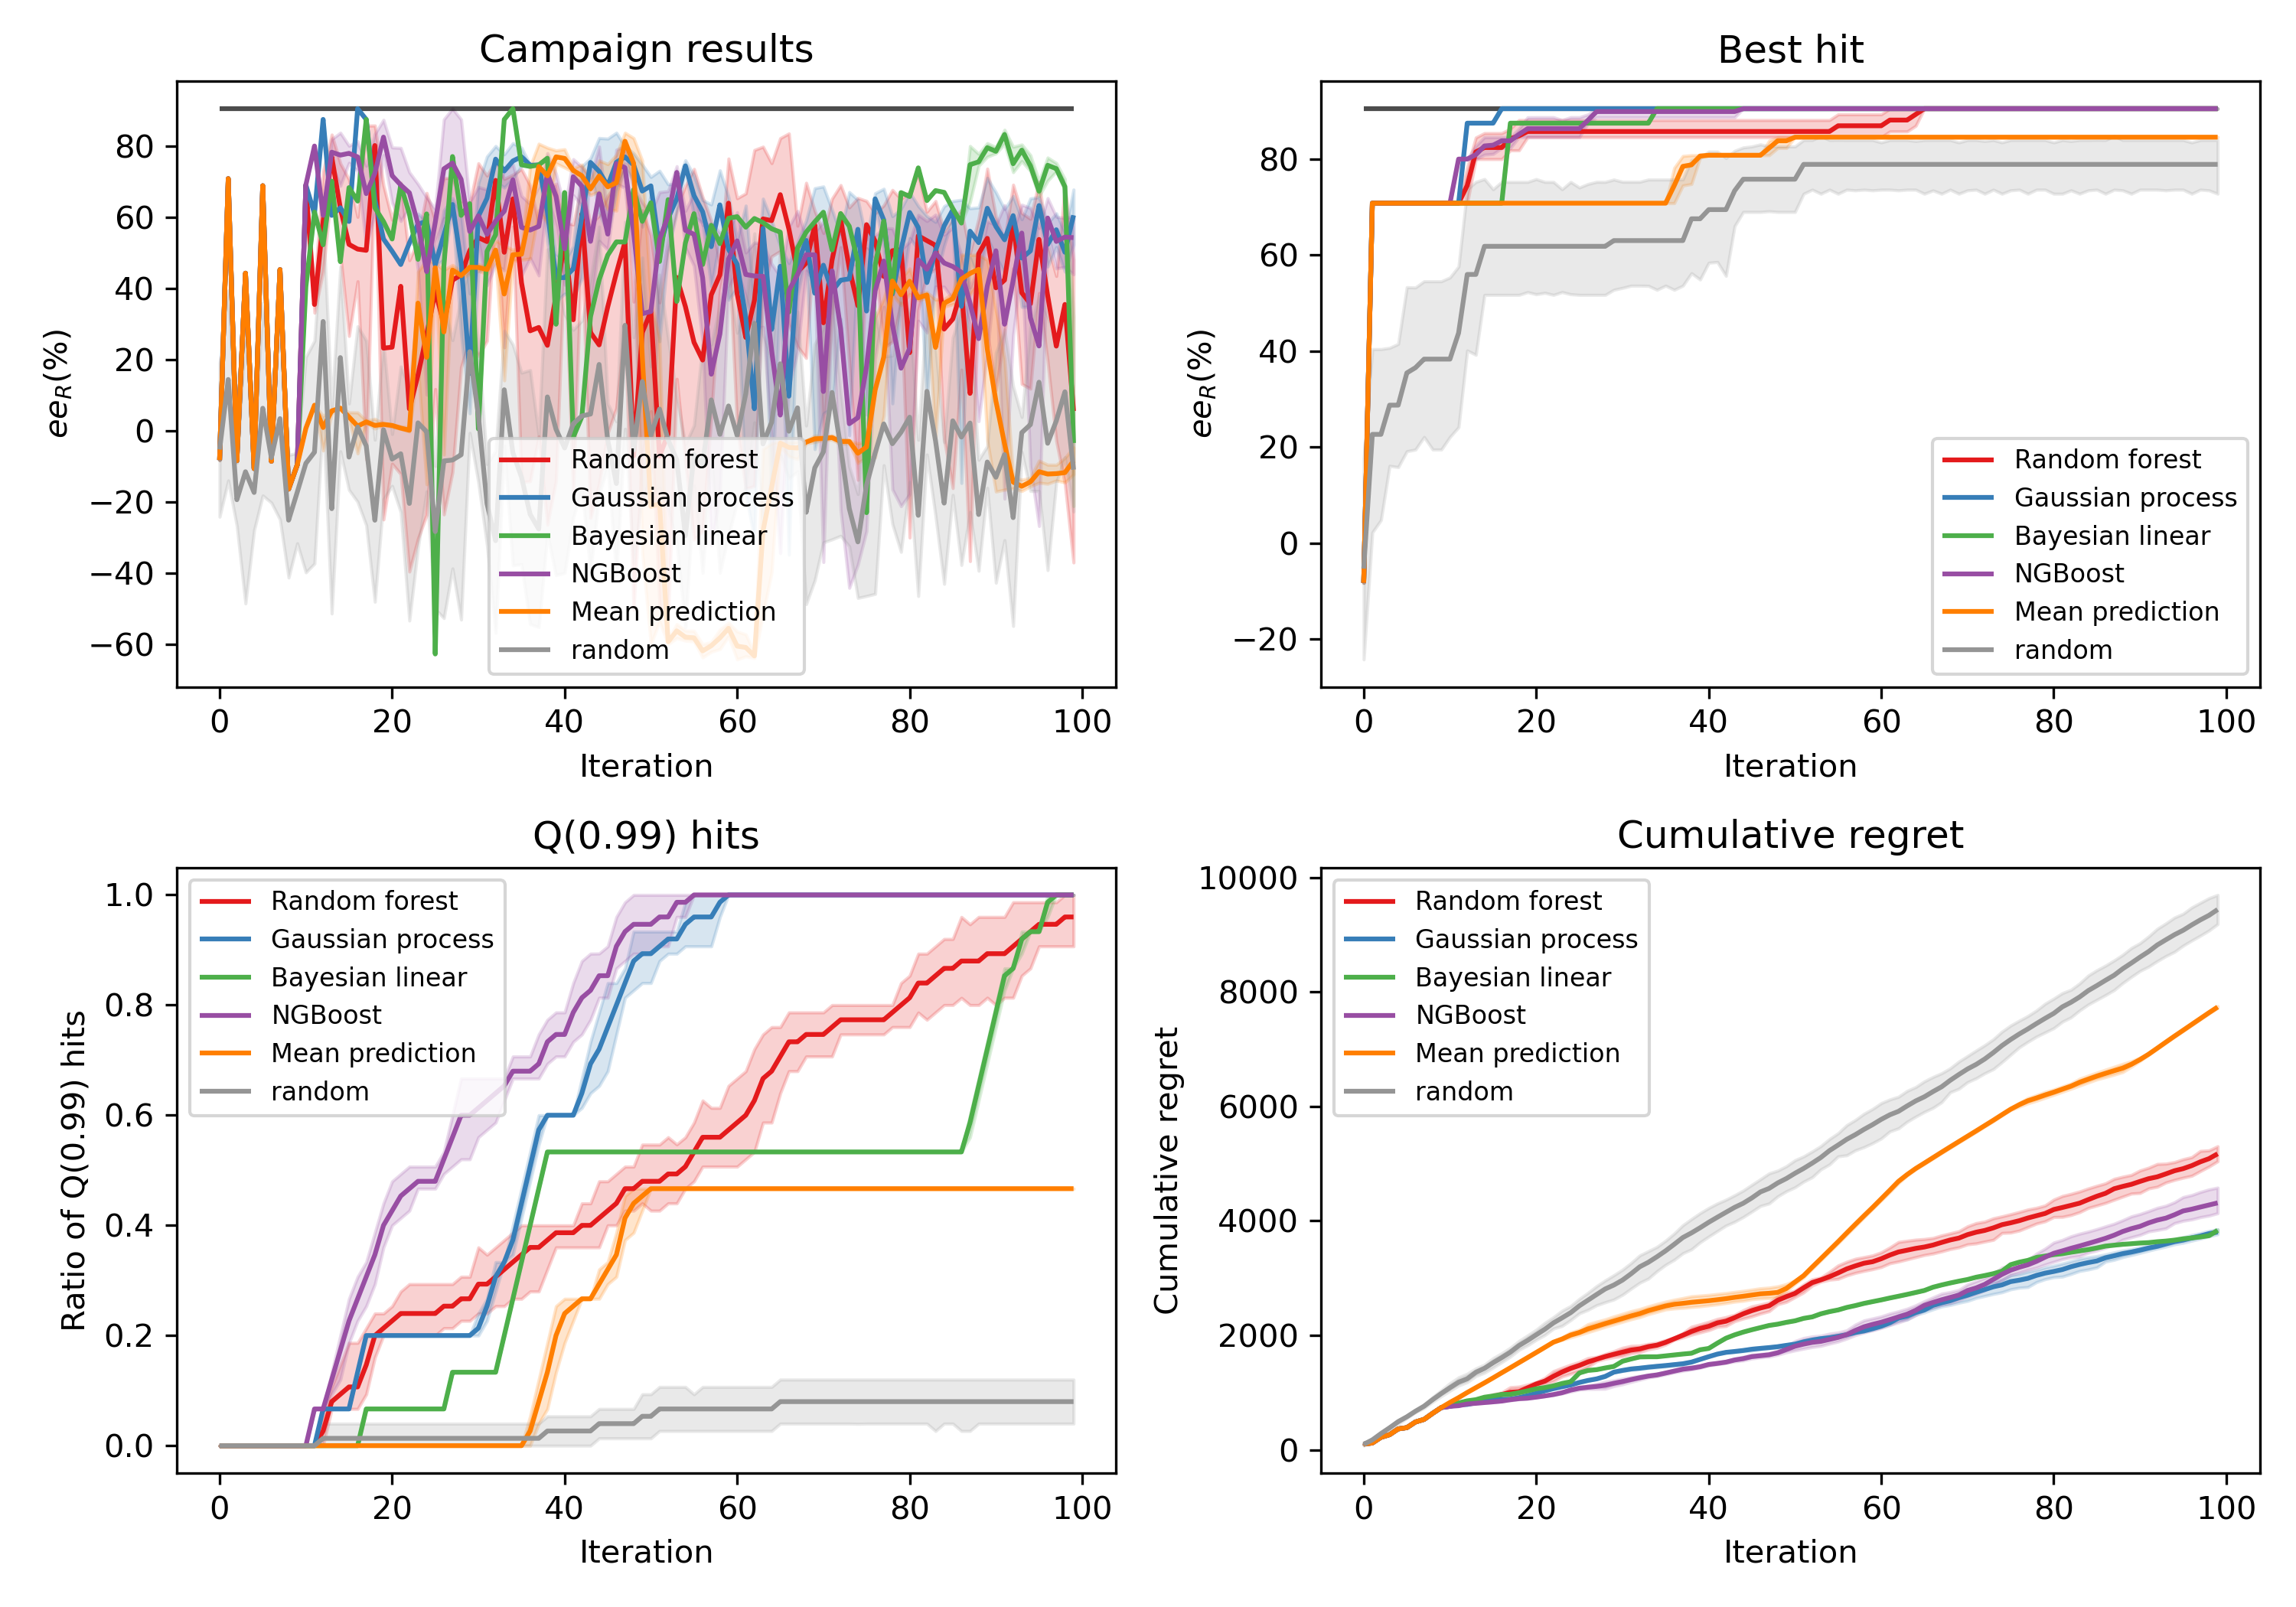 Campaign results
80
60
40
20
0
−20
−40
−60
ee_R(%)
Random forest
Gaussian process
Bayesian linear
NGBoost
Mean prediction
random
0 20 40 60 80 100
Iteration
Best hit
80
60
40
20
0
−20
ee_R(%)
Random forest
Gaussian process
Bayesian linear
NGBoost
Mean prediction
random
0 20 40 60 80 100
Iteration
Q(0.99) hits
1.0
0.8
0.6
0.4
0.2
0.0
Ratio of Q(0.99) hits
Random forest
Gaussian process
Bayesian linear
NGBoost
Mean prediction
random
0 20 40 60 80 100
Iteration
Cumulative regret
10000
8000
6000
4000
2000
0
Cumulative regret
Random forest
Gaussian process
Bayesian linear
NGBoost
Mean prediction
random
0 20 40 60 80 100
Iteration